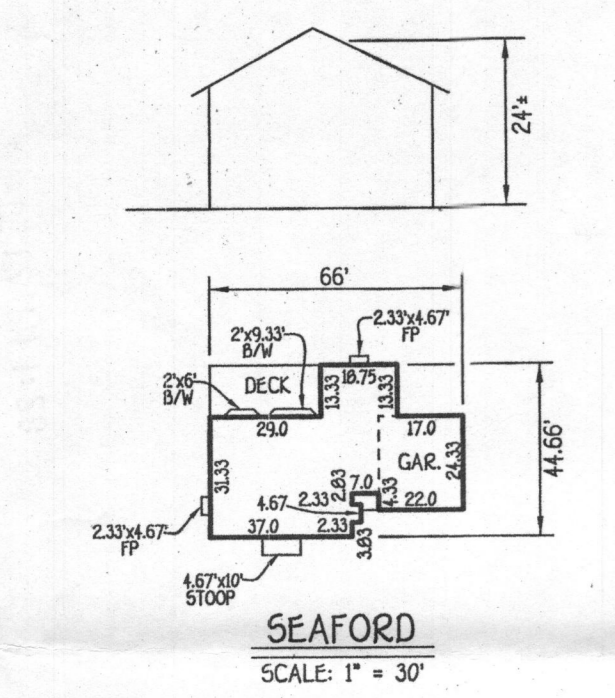 24'±
66'
2.33'x4.67'
FP
2'x9.33'
B/W
2'x6'
B/W
DECK
18.75
13.33
13.33
29.0
17.0
31.33
GAR.
24.33
44.66'
2.83
7.0
4.33
22.0
4.67
2.33
37.0
2.33
3.83
2.33'x4.67'
FP
4.67'x10'
STOOP
SEAFORD
SCALE: 1" = 30'